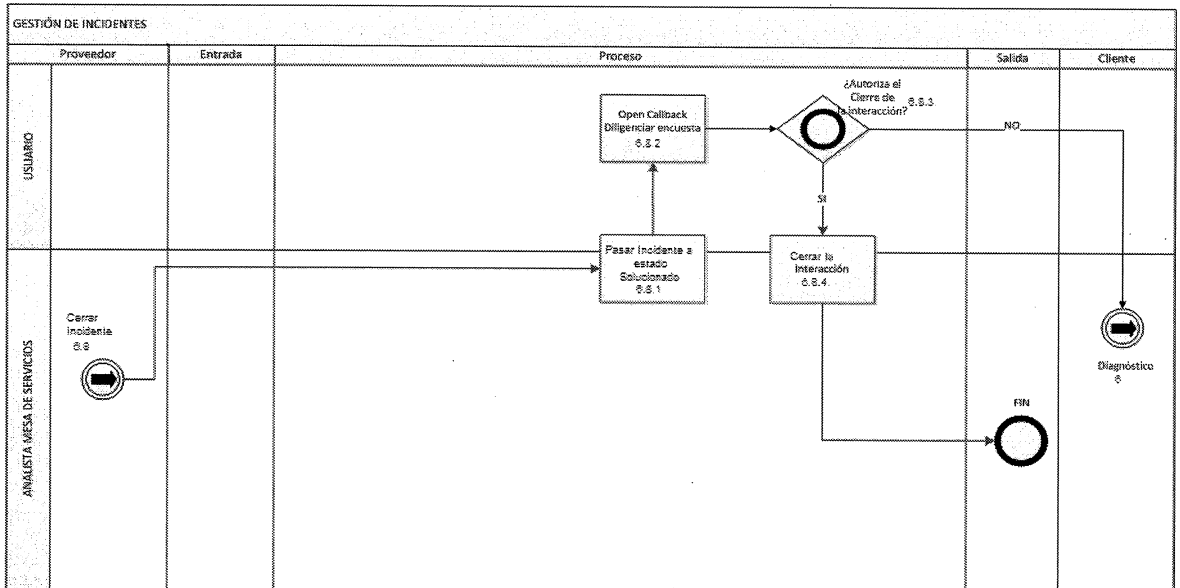 GESTIÓN DE INCIDENTES
Proveedor
Entrada
Proceso
Salida
Cliente
USUARIO
Open Callback
Diligenciar encuesta
6.8.2
¿Autoriza el
Cierre de
la interacción?
6.8.3
NO
SI
ANALISTA MESA DE SERVICIOS
Cerrar
Incidente
6.8
Pasar Incidente a
estado
Solucionado
6.8.1
Cerrar la
Interacción
6.8.4.
Diagnóstico
6
FIN